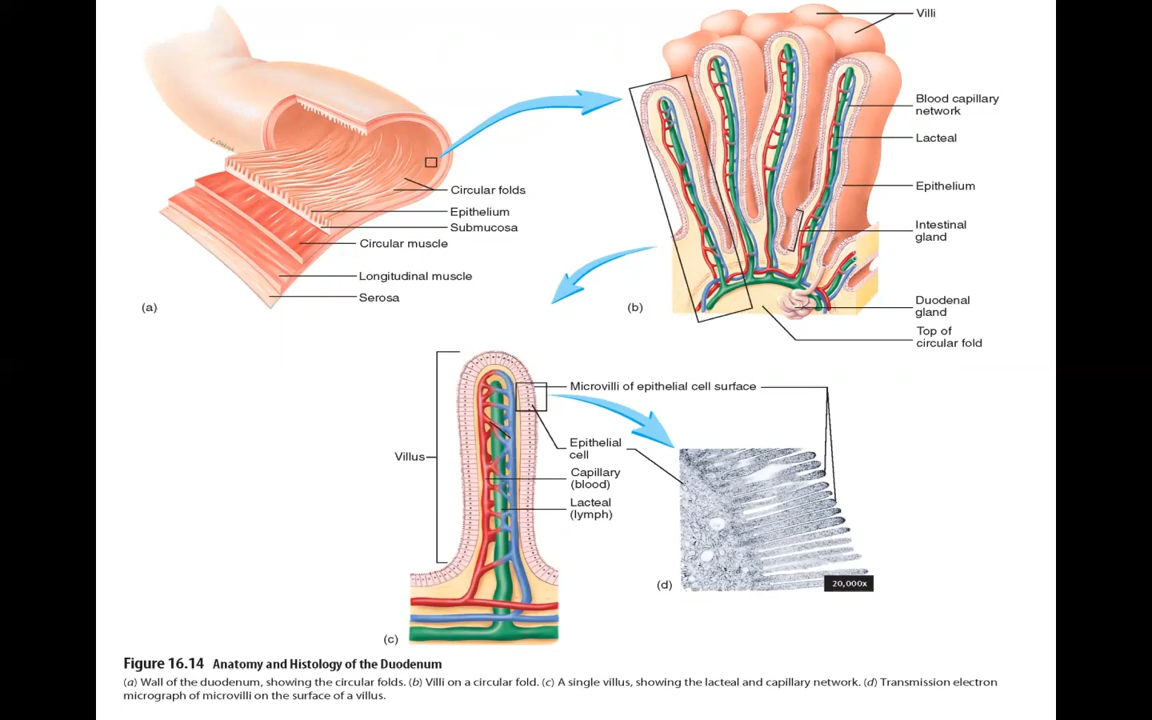 Circular folds
Epithelium
Submucosa
Circular muscle
Longitudinal muscle
Serosa
(a)
Villi
Blood capillary
network
Lacteal
Epithelium
Intestinal
gland
Duodenal
gland
Top of
circular fold
(b)
Microvilli of epithelial cell surface
Villus
Epithelial
cell
Capillary
(blood)
Lacteal
(lymph)
(c)
(d)
20,000x
Figure 16.14 Anatomy and Histology of the Duodenum
(a) Wall of the duodenum, showing the circular folds. (b) Villi on a circular fold. (c) A single villus, showing the lacteal and capillary network. (d) Transmission electron
micrograph of microvilli on the surface of a villus.